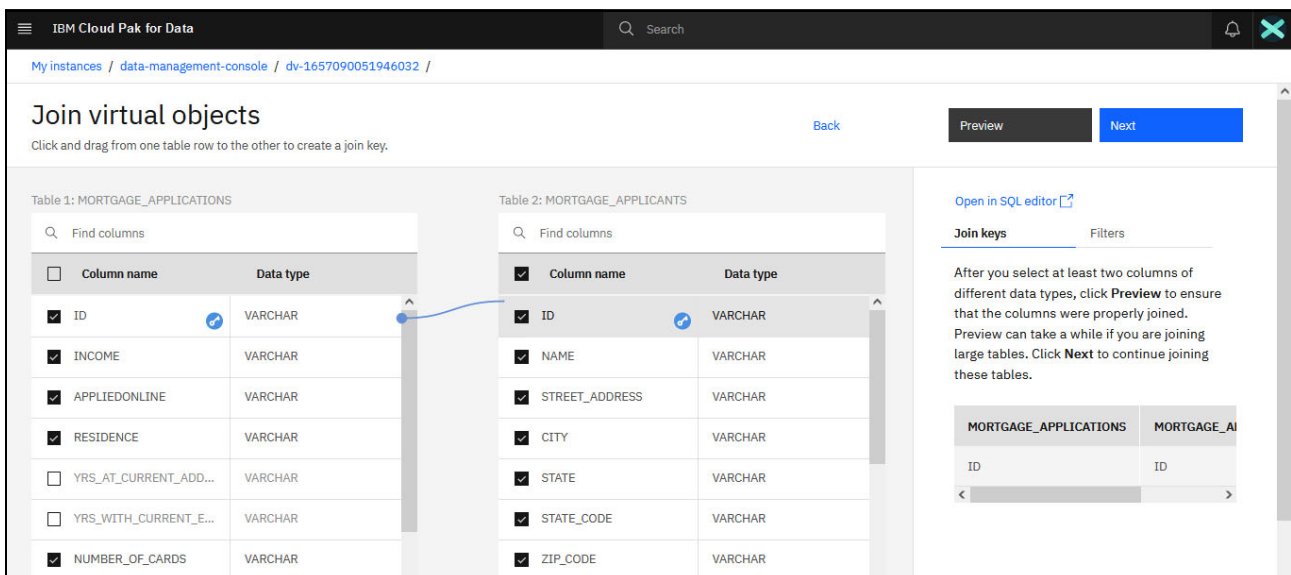 IBM Cloud Pak for Data
Search
My instances / data-management-console / dv-1657090051946032 /
Join virtual objects
Click and drag from one table row to the other to create a join key.
Back
Preview
Next
Table 1: MORTGAGE_APPLICATIONS
Find columns
Column name Data type
ID VARCHAR
INCOME VARCHAR
APPLIEDONLINE VARCHAR
RESIDENCE VARCHAR
YRS_AT_CURRENT_ADD... VARCHAR
YRS_WITH_CURRENT_E... VARCHAR
NUMBER_OF_CARDS VARCHAR
Table 2: MORTGAGE_APPLICANTS
Find columns
Column name Data type
ID VARCHAR
NAME VARCHAR
STREET_ADDRESS VARCHAR
CITY VARCHAR
STATE VARCHAR
STATE_CODE VARCHAR
ZIP_CODE VARCHAR
Open in SQL editor
Join keys Filters
After you select at least two columns of
different data types, click Preview to ensure
that the columns were properly joined.
Preview can take a while if you are joining
large tables. Click Next to continue joining
these tables.
MORTGAGE_APPLICATIONS MORTGAGE_AI
ID ID